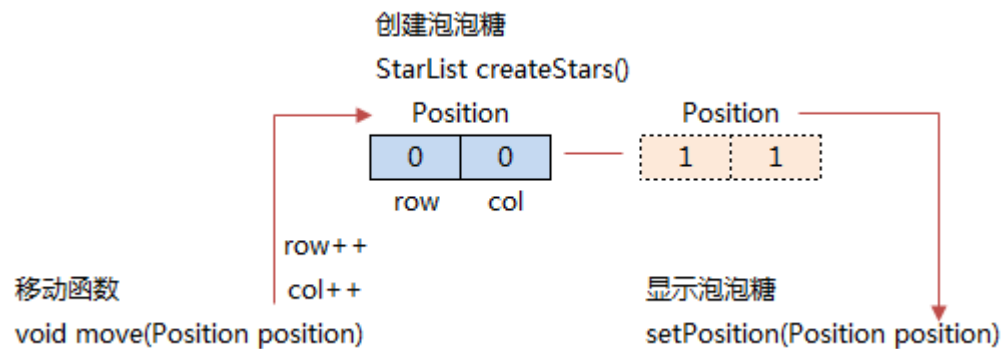 创建泡泡糖
StarList createStars()
Position
Position
0 0
1 1
row col
row++
col++
移动函数
void move(Position position)
显示泡泡糖
setPosition(Position position)